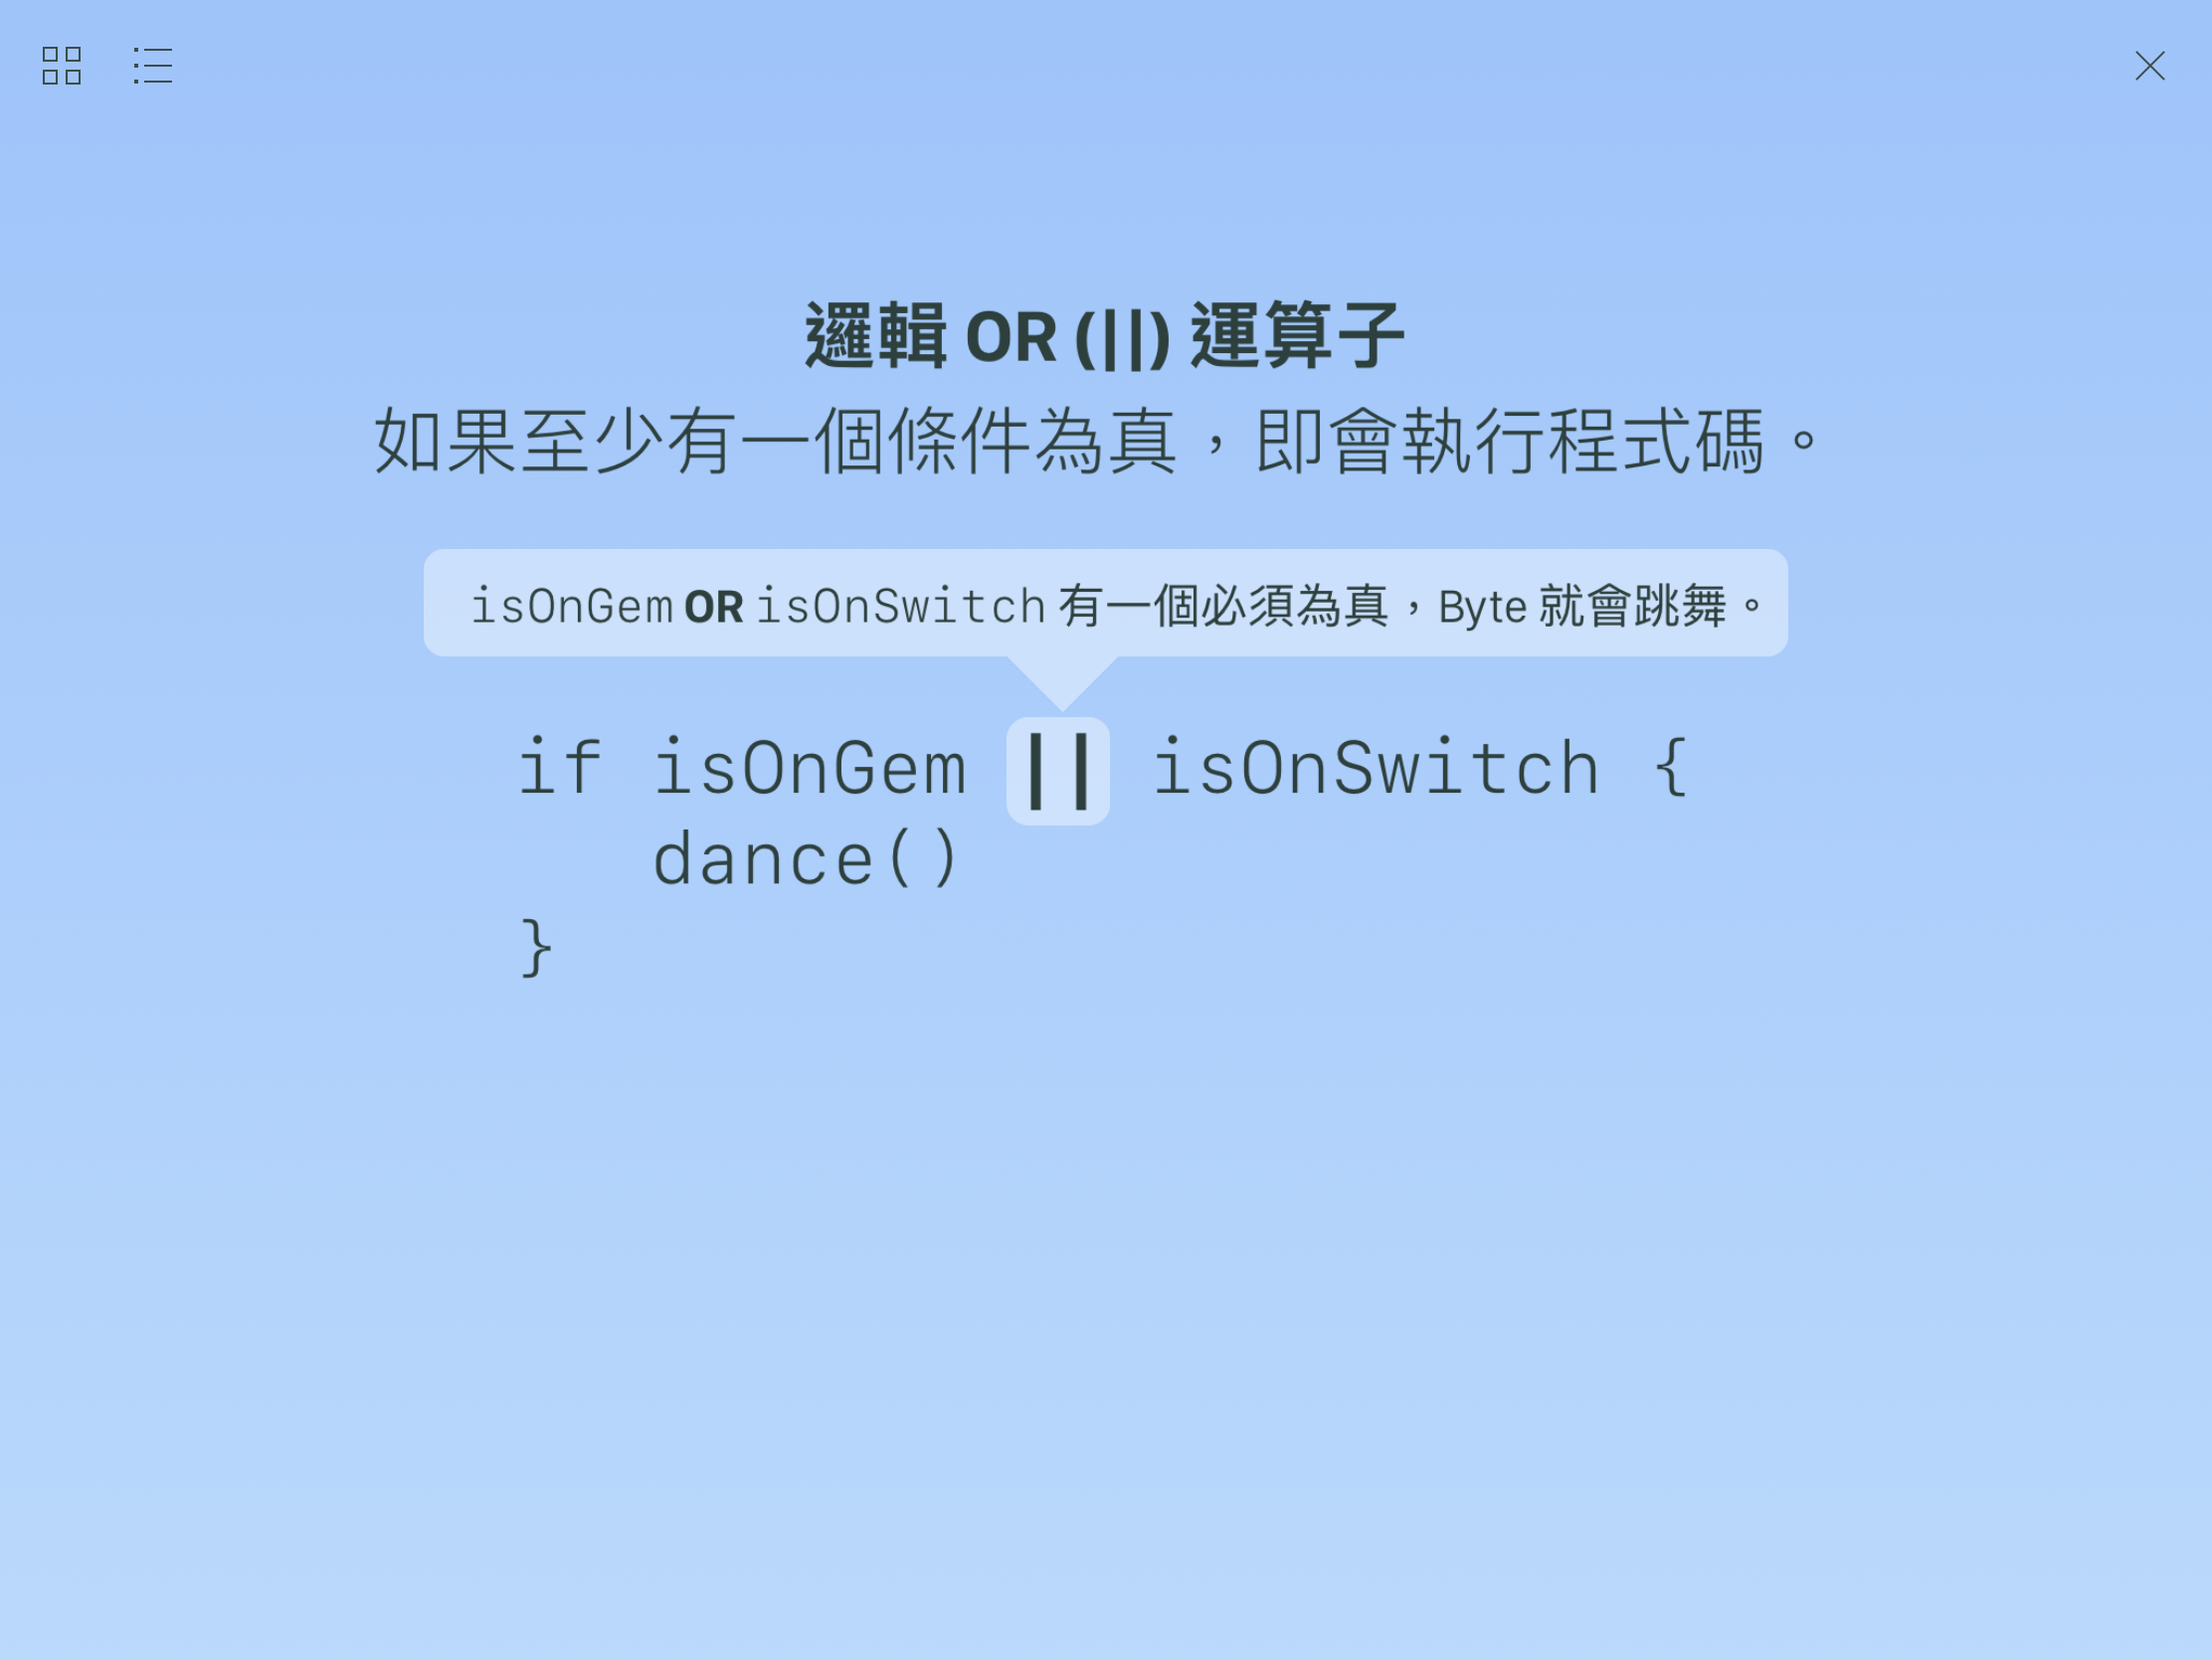 邏輯 OR (||) 運算子
如果至少有一個條件為真，即會執行程式碼。
isOnGem OR isOnSwitch 有一個必須為真，Byte 就會跳舞。
if isOnGem || isOnSwitch {
dance()
}